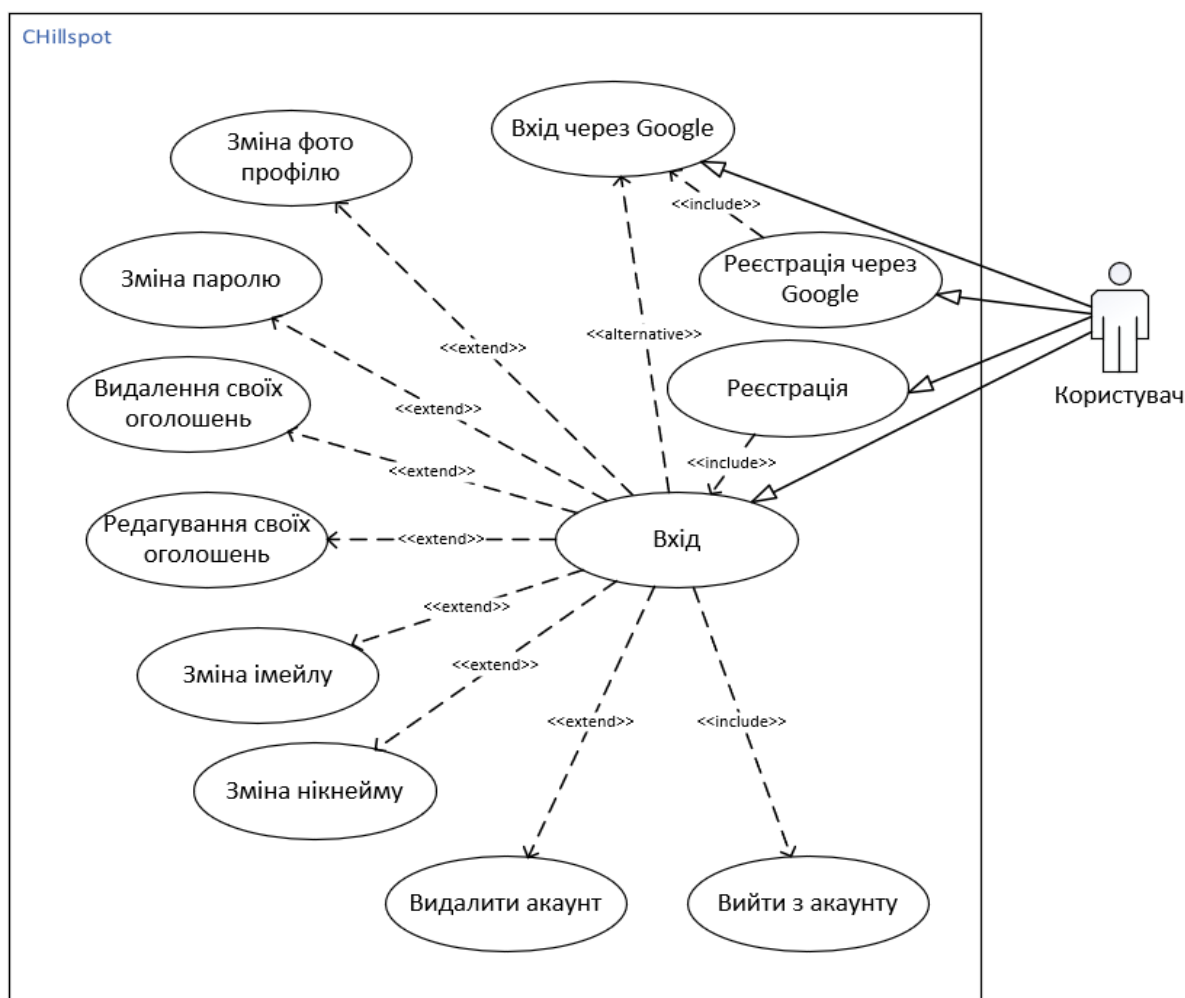 CHillspot
Вхід через Google
Зміна фото
профілю
<<include>>
Реєстрація через
Google
Зміна паролю
<<alternative>>
<<extend>>
Реєстрація
Користувач
Видалення своїх
оголошень
<<extend>>
<<include>>
<<extend>>
Редагування своїх
оголошень
<<extend>>
Вхід
<<extend>>
<<extend>>
Зміна імейлу
<<extend>>
<<include>>
Зміна нікнейму
Видалити акаунт
Вийти з акаунту